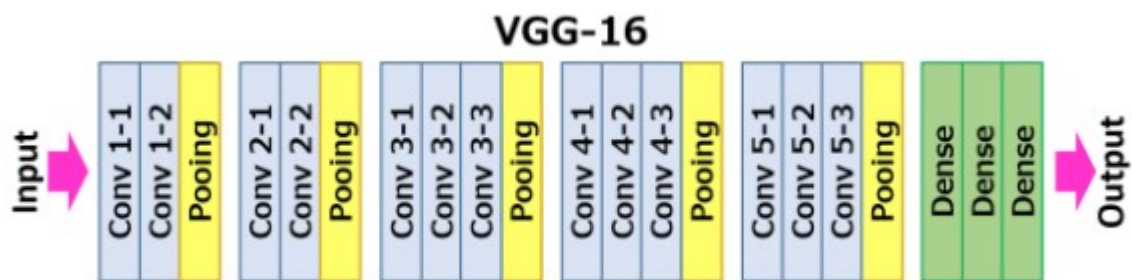 VGG-16
Input
Conv 1-1
Conv 1-2
Pooing
Conv 2-1
Conv 2-2
Pooing
Conv 3-1
Conv 3-2
Conv 3-3
Pooing
Conv 4-1
Conv 4-2
Conv 4-3
Pooing
Conv 5-1
Conv 5-2
Conv 5-3
Pooing
Dense
Dense
Dense
Output